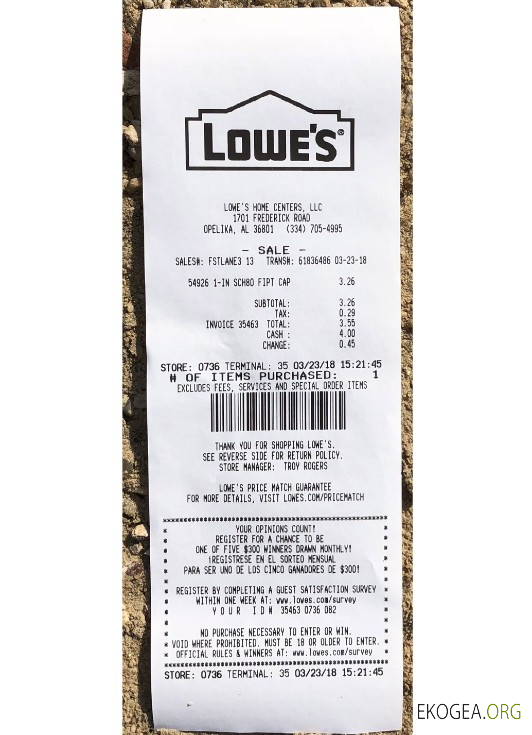 LOWE'S®
LOWE'S HOME CENTERS, LLC
1701 FREDERICK ROAD
OPELIKA, AL 36801 (334) 705-4995
- SALE -
SALES#: FSTLANE3 13 TRANS#: 61836486 03-23-18
54926 1-IN SCH80 FIPT CAP 3.26
SUBTOTAL: 3.26
TAX: 0.29
INVOICE 35463 TOTAL: 3.55
CASH : 4.00
CHANGE: 0.45
STORE: 0736 TERMINAL: 35 03/23/18 15:21:45
# OF ITEMS PURCHASED: 1
EXCLUDES FEES, SERVICES AND SPECIAL ORDER ITEMS
THANK YOU FOR SHOPPING LOWE'S.
SEE REVERSE SIDE FOR RETURN POLICY.
STORE MANAGER: TROY ROGERS
LOWE'S PRICE MATCH GUARANTEE
FOR MORE DETAILS, VISIT LOWES.COM/PRICEMATCH
YOUR OPINIONS COUNT!
REGISTER FOR A CHANCE TO BE
ONE OF FIVE $300 WINNERS DRAWN MONTHLY!
¡REGISTRESE EN EL SORTEO MENSUAL
PARA SER UNO DE LOS CINCO GANADORES DE $300!
REGISTER BY COMPLETING A GUEST SATISFACTION SURVEY
WITHIN ONE WEEK AT: www.lowes.com/survey
Y O U R I D # 35463 0736 082
NO PURCHASE NECESSARY TO ENTER OR WIN.
VOID WHERE PROHIBITED. MUST BE 18 OR OLDER TO ENTER.
OFFICIAL RULES & WINNERS AT: www.lowes.com/survey
STORE: 0736 TERMINAL: 35 03/23/18 15:21:45
EKOGEA.ORG